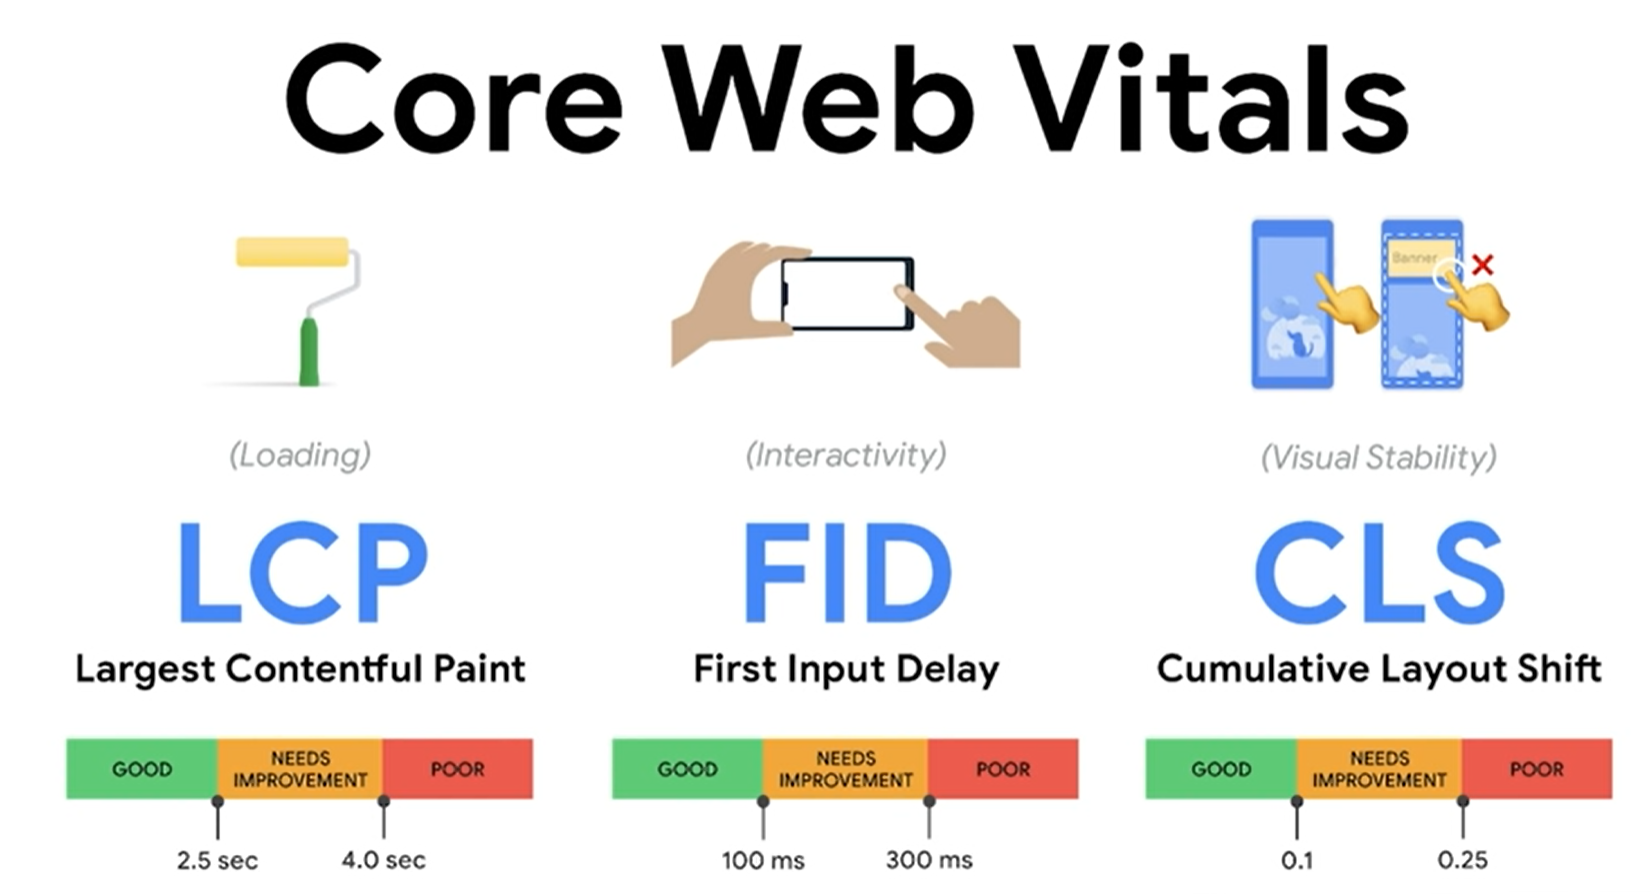 Core Web Vitals
Banner
(Loading)
(Interactivity)
(Visual Stability)
LCP
FID
CLS
Largest Contentful Paint
First Input Delay
Cumulative Layout Shift
GOOD
NEEDS
IMPROVEMENT
POOR
2.5 sec
4.0 sec
GOOD
NEEDS
IMPROVEMENT
POOR
100 ms
300 ms
GOOD
NEEDS
IMPROVEMENT
POOR
0.1
0.25